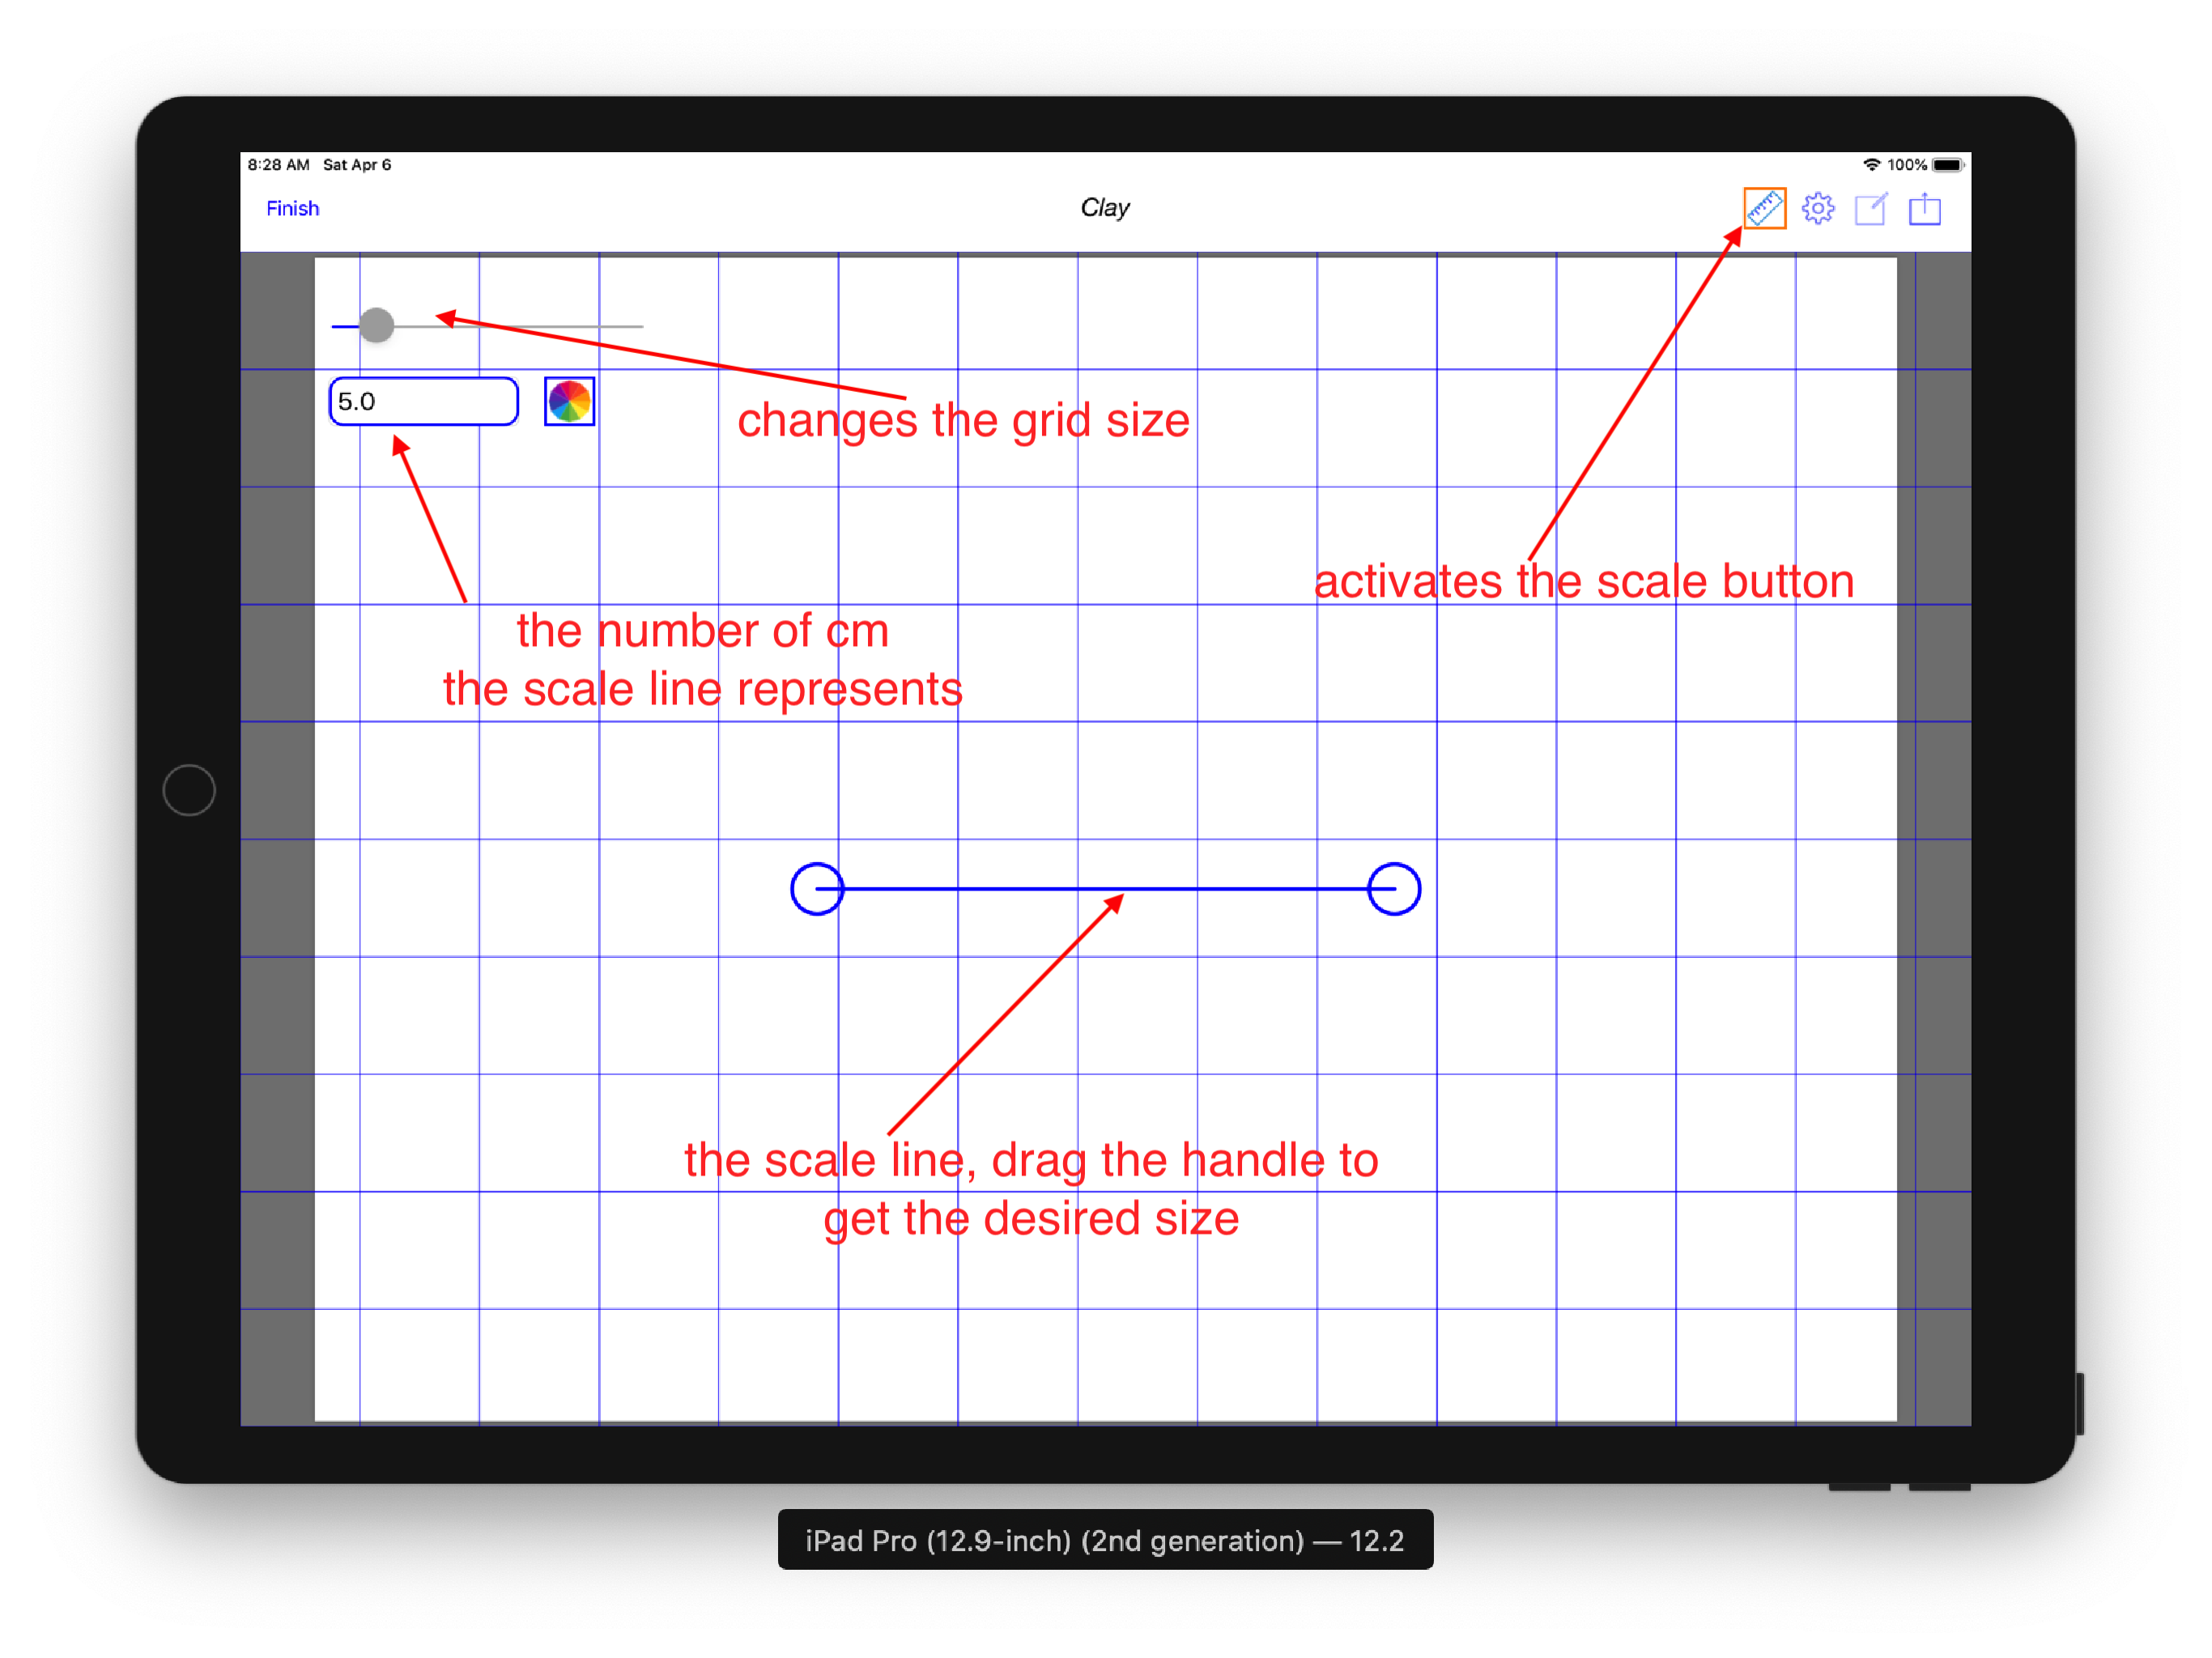 8:28 AM Sat Apr 6
100%
Finish
Clay
5.0
changes the grid size
activates the scale button
the number of cm
the scale line represents
the scale line, drag the handle to
get the desired size
iPad Pro (12.9-inch) (2nd generation) — 12.2